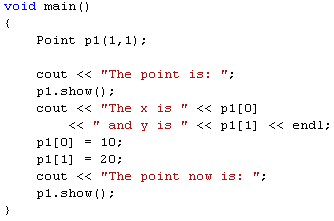 void main()
{
    Point p1(1,1);

    cout << "The point is: ";
    p1.show();
    cout << "The x is " << p1[0]
        << " and y is " << p1[1] << endl;
    p1[0] = 10;
    p1[1] = 20;
    cout << "The point now is: ";
    p1.show();
}